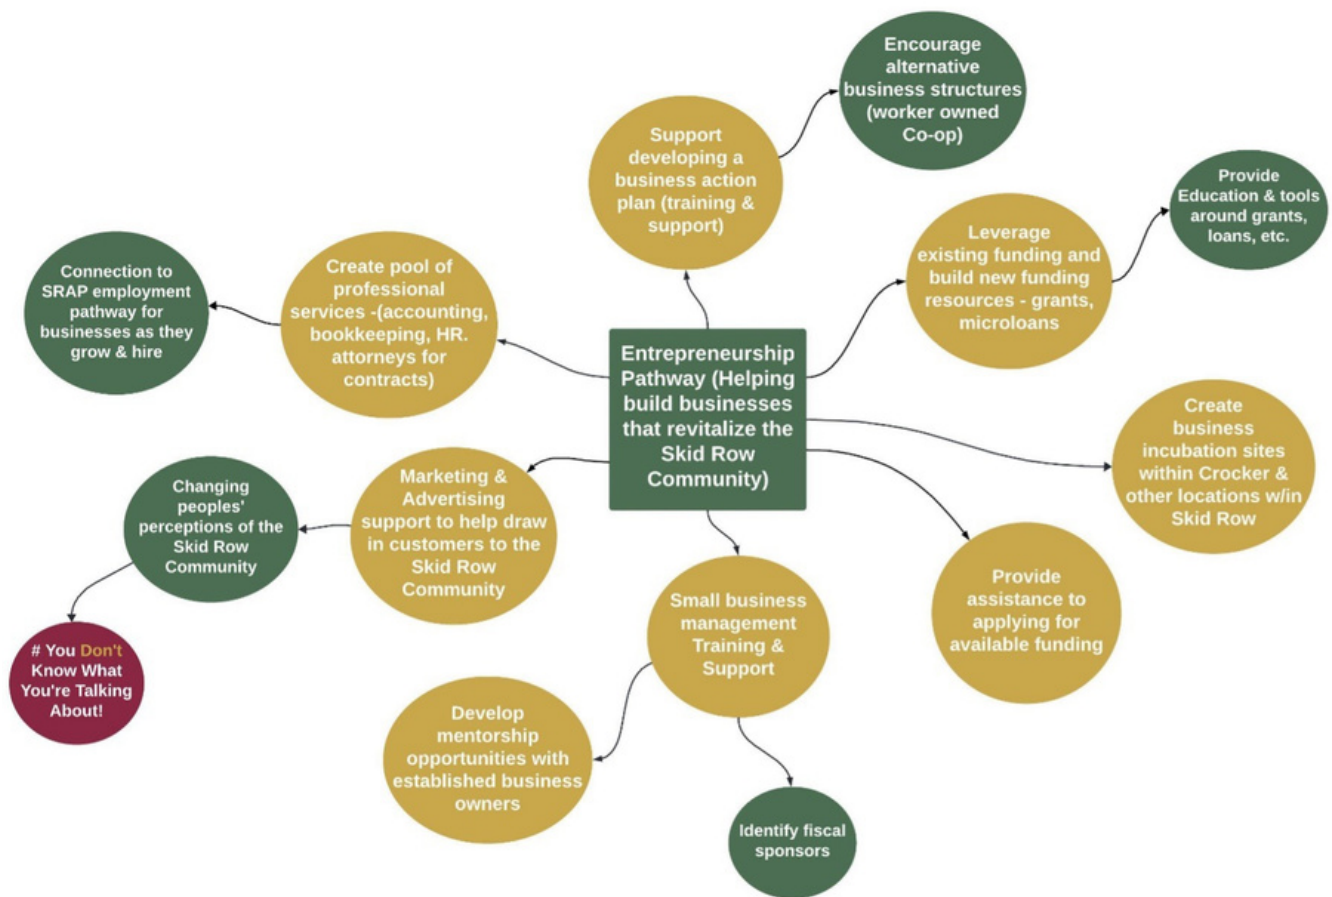 Encourage
alternative
business structures
(worker owned
Co-op)
Support
developing a
business action
plan (training &
support)
Provide
Education & tools
around grants,
loans, etc.
Leverage
existing funding and
build new funding
resources - grants,
microloans
Connection to
SRAP employment
pathway for
businesses as they
grow & hire
Create pool of
professional
services -(accounting,
bookkeeping, HR.
attorneys for
contracts)
Entrepreneurship
Pathway (Helping
build businesses
that revitalize the
Skid Row
Community)
Create
business
incubation sites
within Crocker &
other locations w/in
Skid Row
Changing
peoples'
perceptions of the
Skid Row
Community
Marketing &
Advertising
support to help draw
in customers to the
Skid Row
Community
Provide
assistance to
applying for
available funding
Small business
management
Training &
Support
# You Don't
Know What
You're Talking
About!
Develop
mentorship
opportunities with
established business
owners
Identify fiscal
sponsors